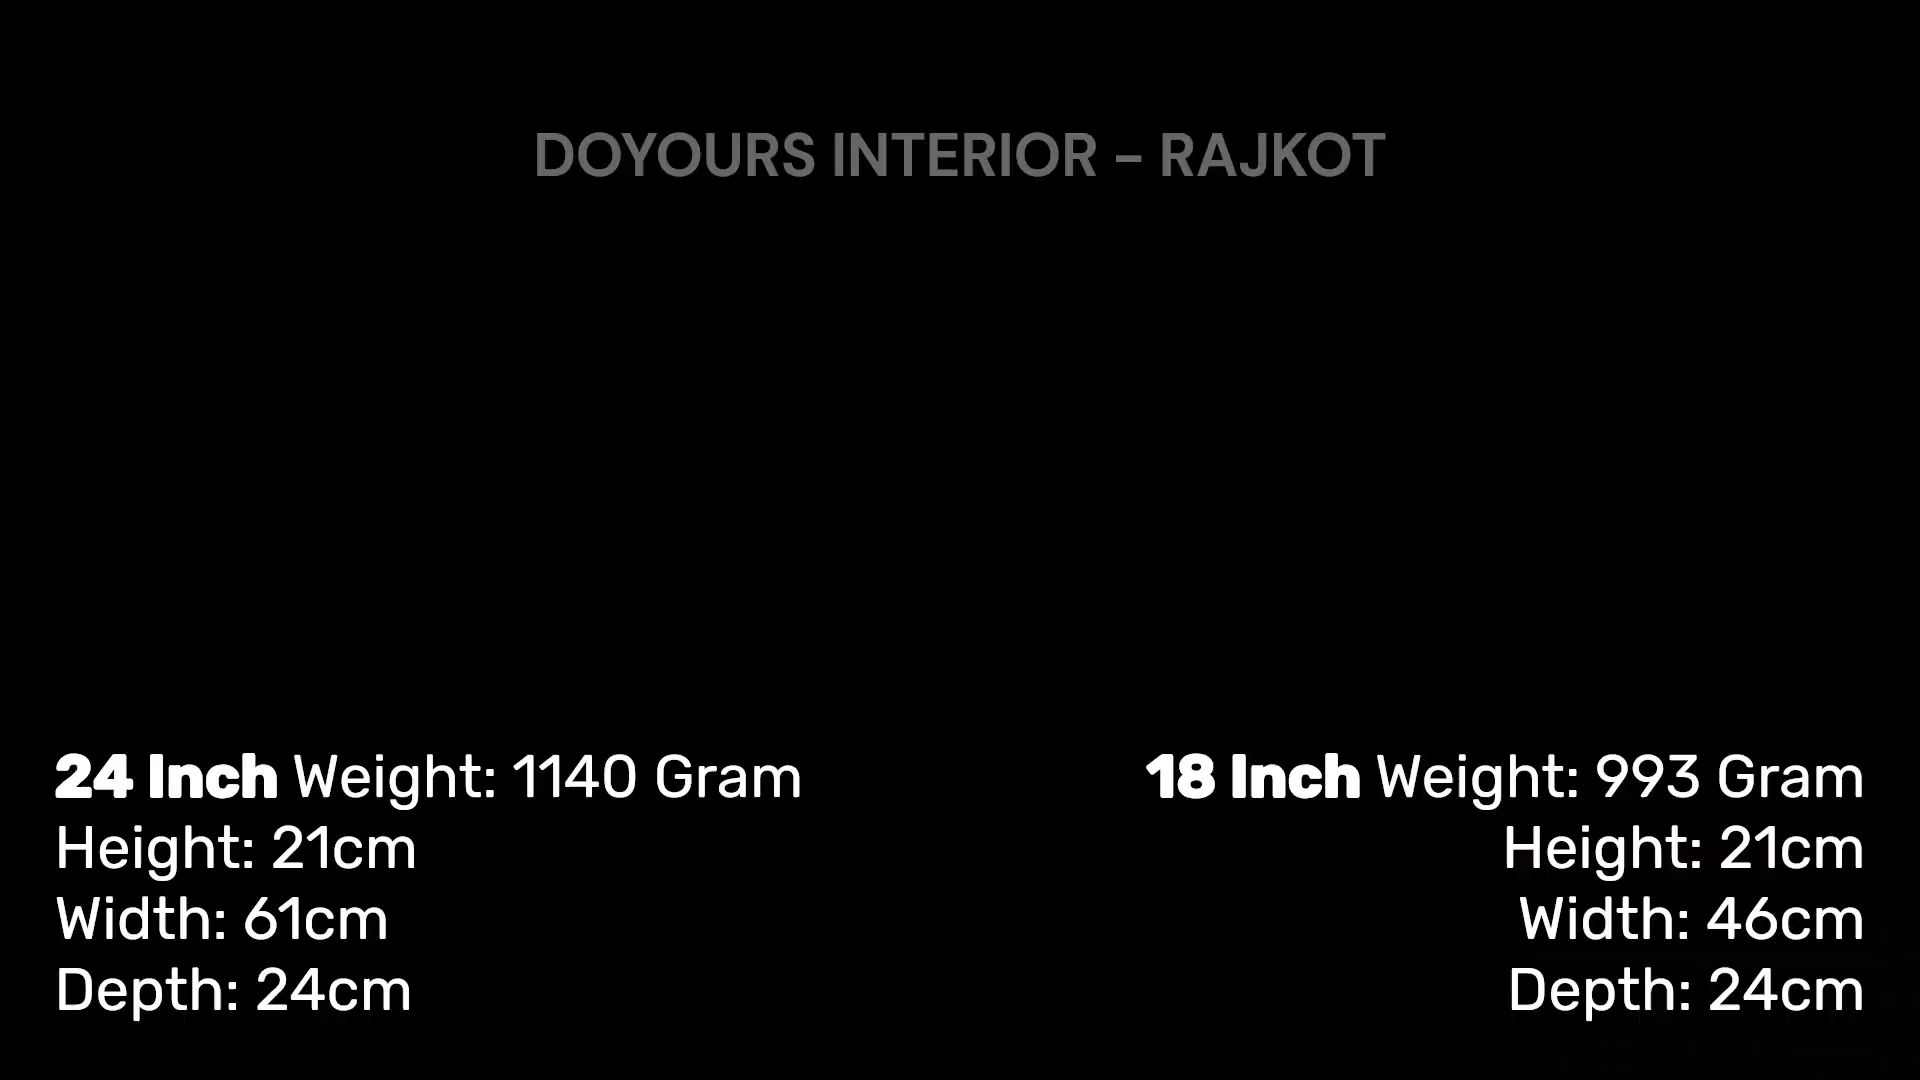 DOYOURS INTERIOR – RAJKOT
24 Inch Weight: 1140 Gram
Height: 21cm
Width: 61cm
Depth: 24cm
18 Inch Weight: 993 Gram
Height: 21cm
Width: 46cm
Depth: 24cm